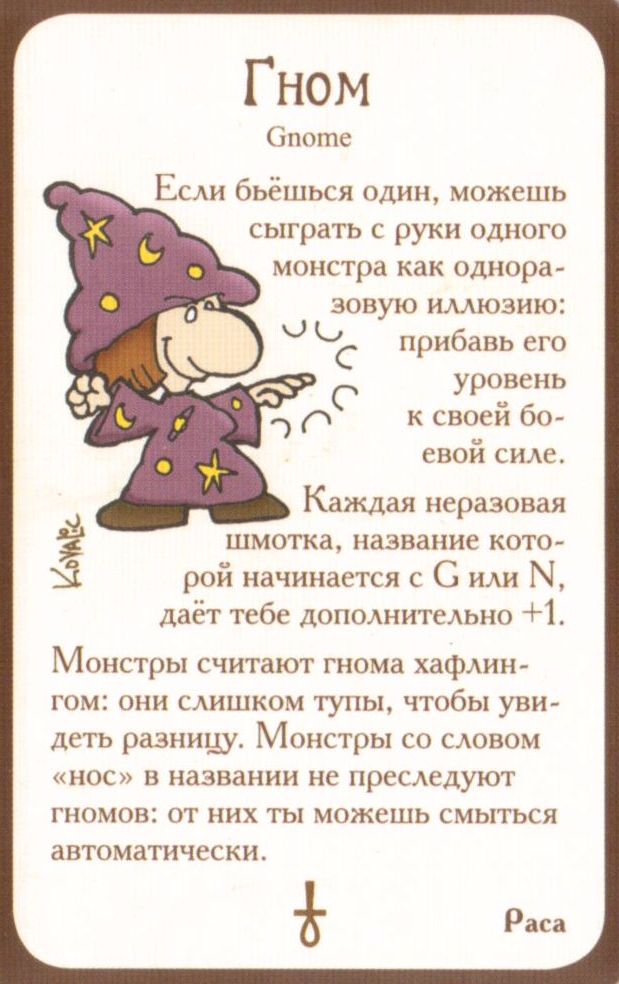 Гном
Gnome
Если бьёшься один, можешь
сыграть с руки одного
монстра как однора-
зовую иллюзию:
прибавь его
уровень
к своей бо-
евой силе.
Каждая неразовая
шмотка, название кото-
рой начинается с G или N,
даёт тебе дополнительно +1.
Монстры считают гнома хафлин-
гом: они слишком тупы, чтобы уви-
деть разницу. Монстры со словом
«нос» в названии не преследуют
гномов: от них ты можешь смыться
автоматически.
Kovalic
Раса